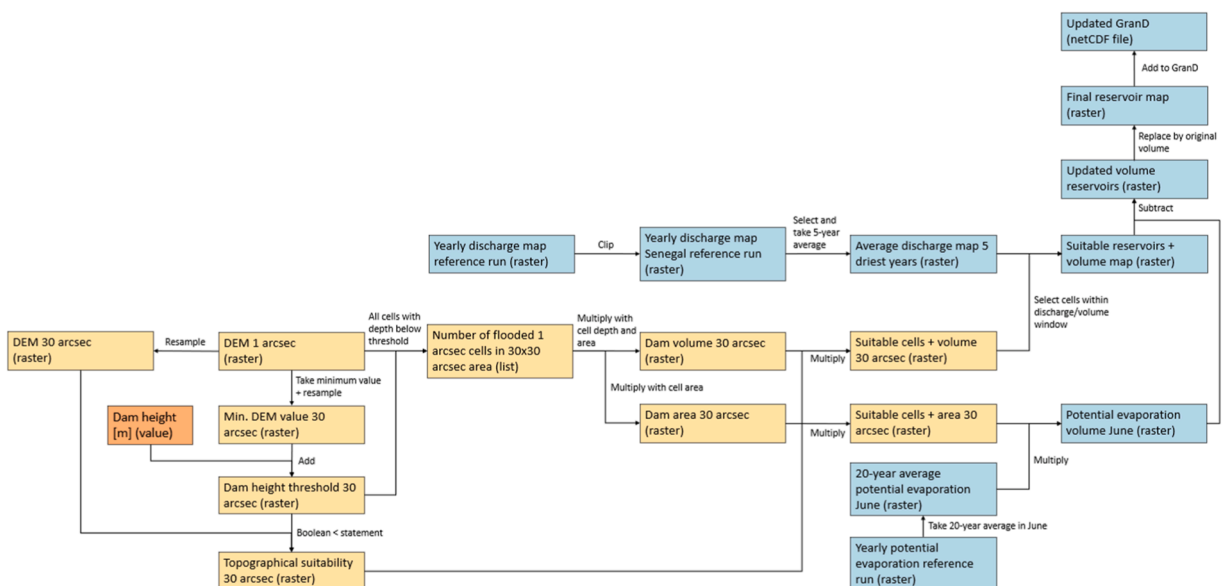 Updated GranD
(netCDF file)
Add to GranD
Final reservoir map
(raster)
Replace by original
volume
Updated volume
reservoirs (raster)
Subtract
Yearly discharge map
reference run (raster)
Clip
Yearly discharge map
Senegal reference run
(raster)
Select and
take 5-year
average
Average discharge map 5
driest years (raster)
Suitable reservoirs +
volume map (raster)
Select cells within
discharge/volume
window
DEM 30 arcsec
(raster)
Resample
DEM 1 arcsec
(raster)
All cells with
depth below
threshold
Number of flooded 1
arcsec cells in 30x30
arcsec area (list)
Multiply with
cell depth and
area
Dam volume 30 arcsec
(raster)
Multiply
Suitable cells + volume
30 arcsec (raster)
Take minimum value
+ resample
Multiply with cell area
Dam height
[m] (value)
Min. DEM value 30
arcsec (raster)
Dam area 30 arcsec
(raster)
Multiply
Suitable cells + area 30
arcsec (raster)
Potential evaporation
volume June (raster)
Add
Multiply
Dam height threshold 30
arcsec (raster)
20-year average
potential evaporation
June (raster)
Boolean < statement
Take 20-year average in June
Topographical suitability
30 arcsec (raster)
Yearly potential
evaporation reference
run (raster)